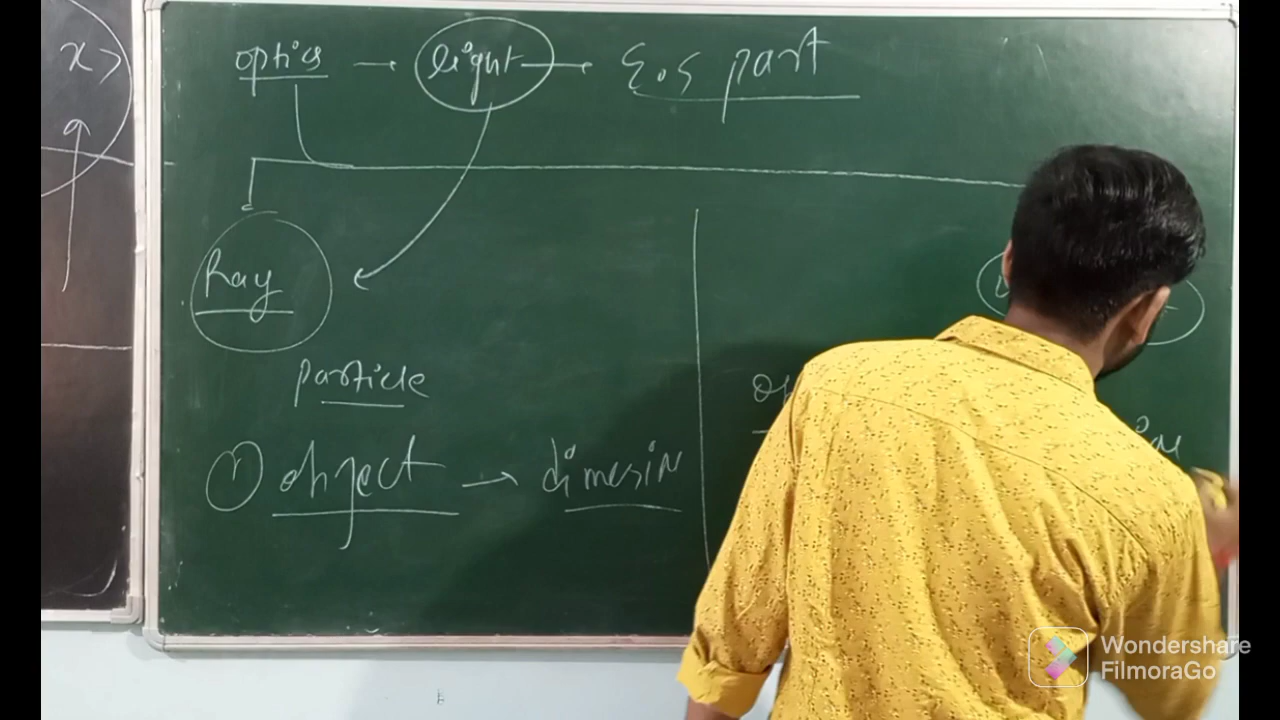 x>
optics → light → E.S part
Ray
particle
① object → dimesin
Wondershare
FilmoraGo